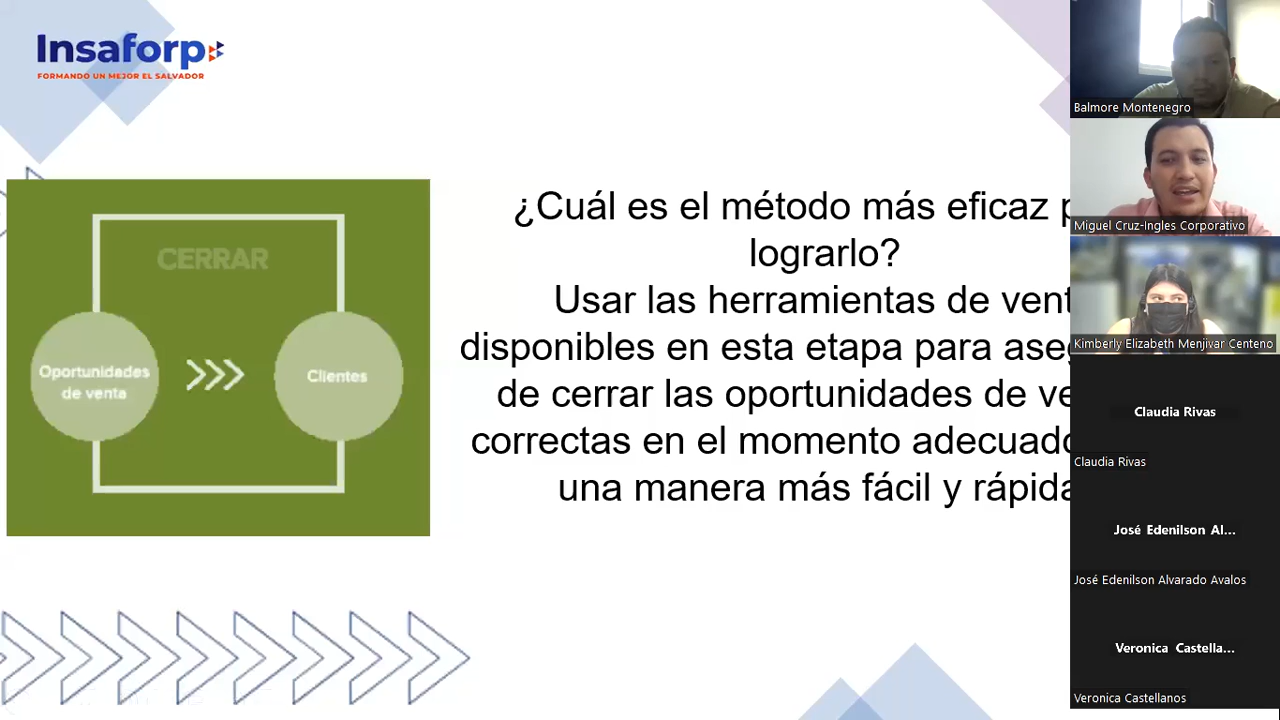 Insaforp
FORMANDO UN MEJOR EL SALVADOR
CERRAR
Oportunidades
de venta
Clientes
¿Cuál es el método más eficaz p
lograrlo?
Usar las herramientas de vent
disponibles en esta etapa para aseg
de cerrar las oportunidades de ve
correctas en el momento adecuado
una manera más fácil y rápida
Balmore Montenegro
Miguel Cruz-Ingles Corporativo
Kimberly Elizabeth Menjivar Centeno
Claudia Rivas
Claudia Rivas
José Edenilson Al...
José Edenilson Alvarado Avalos
Veronica Castella...
Veronica Castellanos